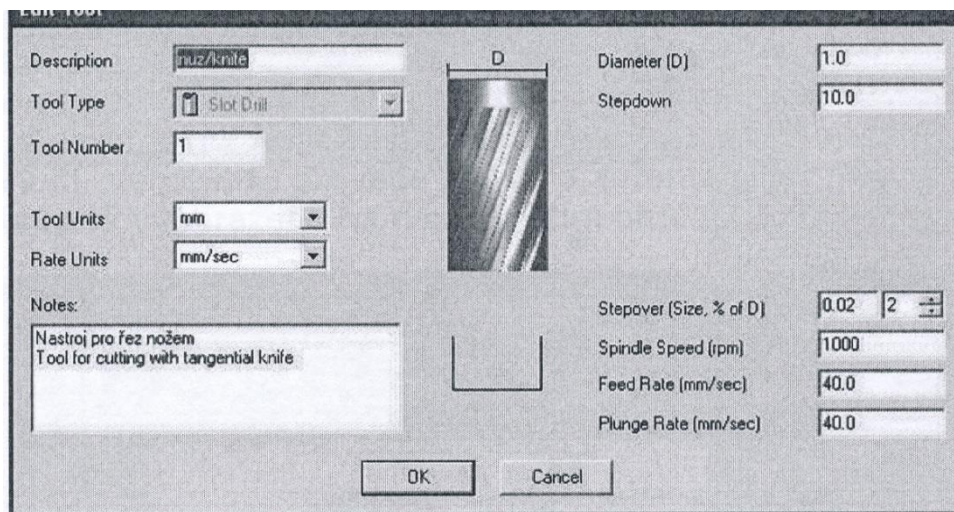 Edit Tool
Description
nuz/knife
Tool Type
Slot Drill
Tool Number
1
Tool Units
mm
Rate Units
mm/sec
Notes:
Nastroj pro řez nožem
Tool for cutting with tangential knife
D
Diameter (D)
1.0
Stepdown
10.0
Stepover (Size, % of D)
0.02
2
Spindle Speed (rpm)
1000
Feed Rate (mm/sec)
40.0
Plunge Rate (mm/sec)
40.0
OK
Cancel